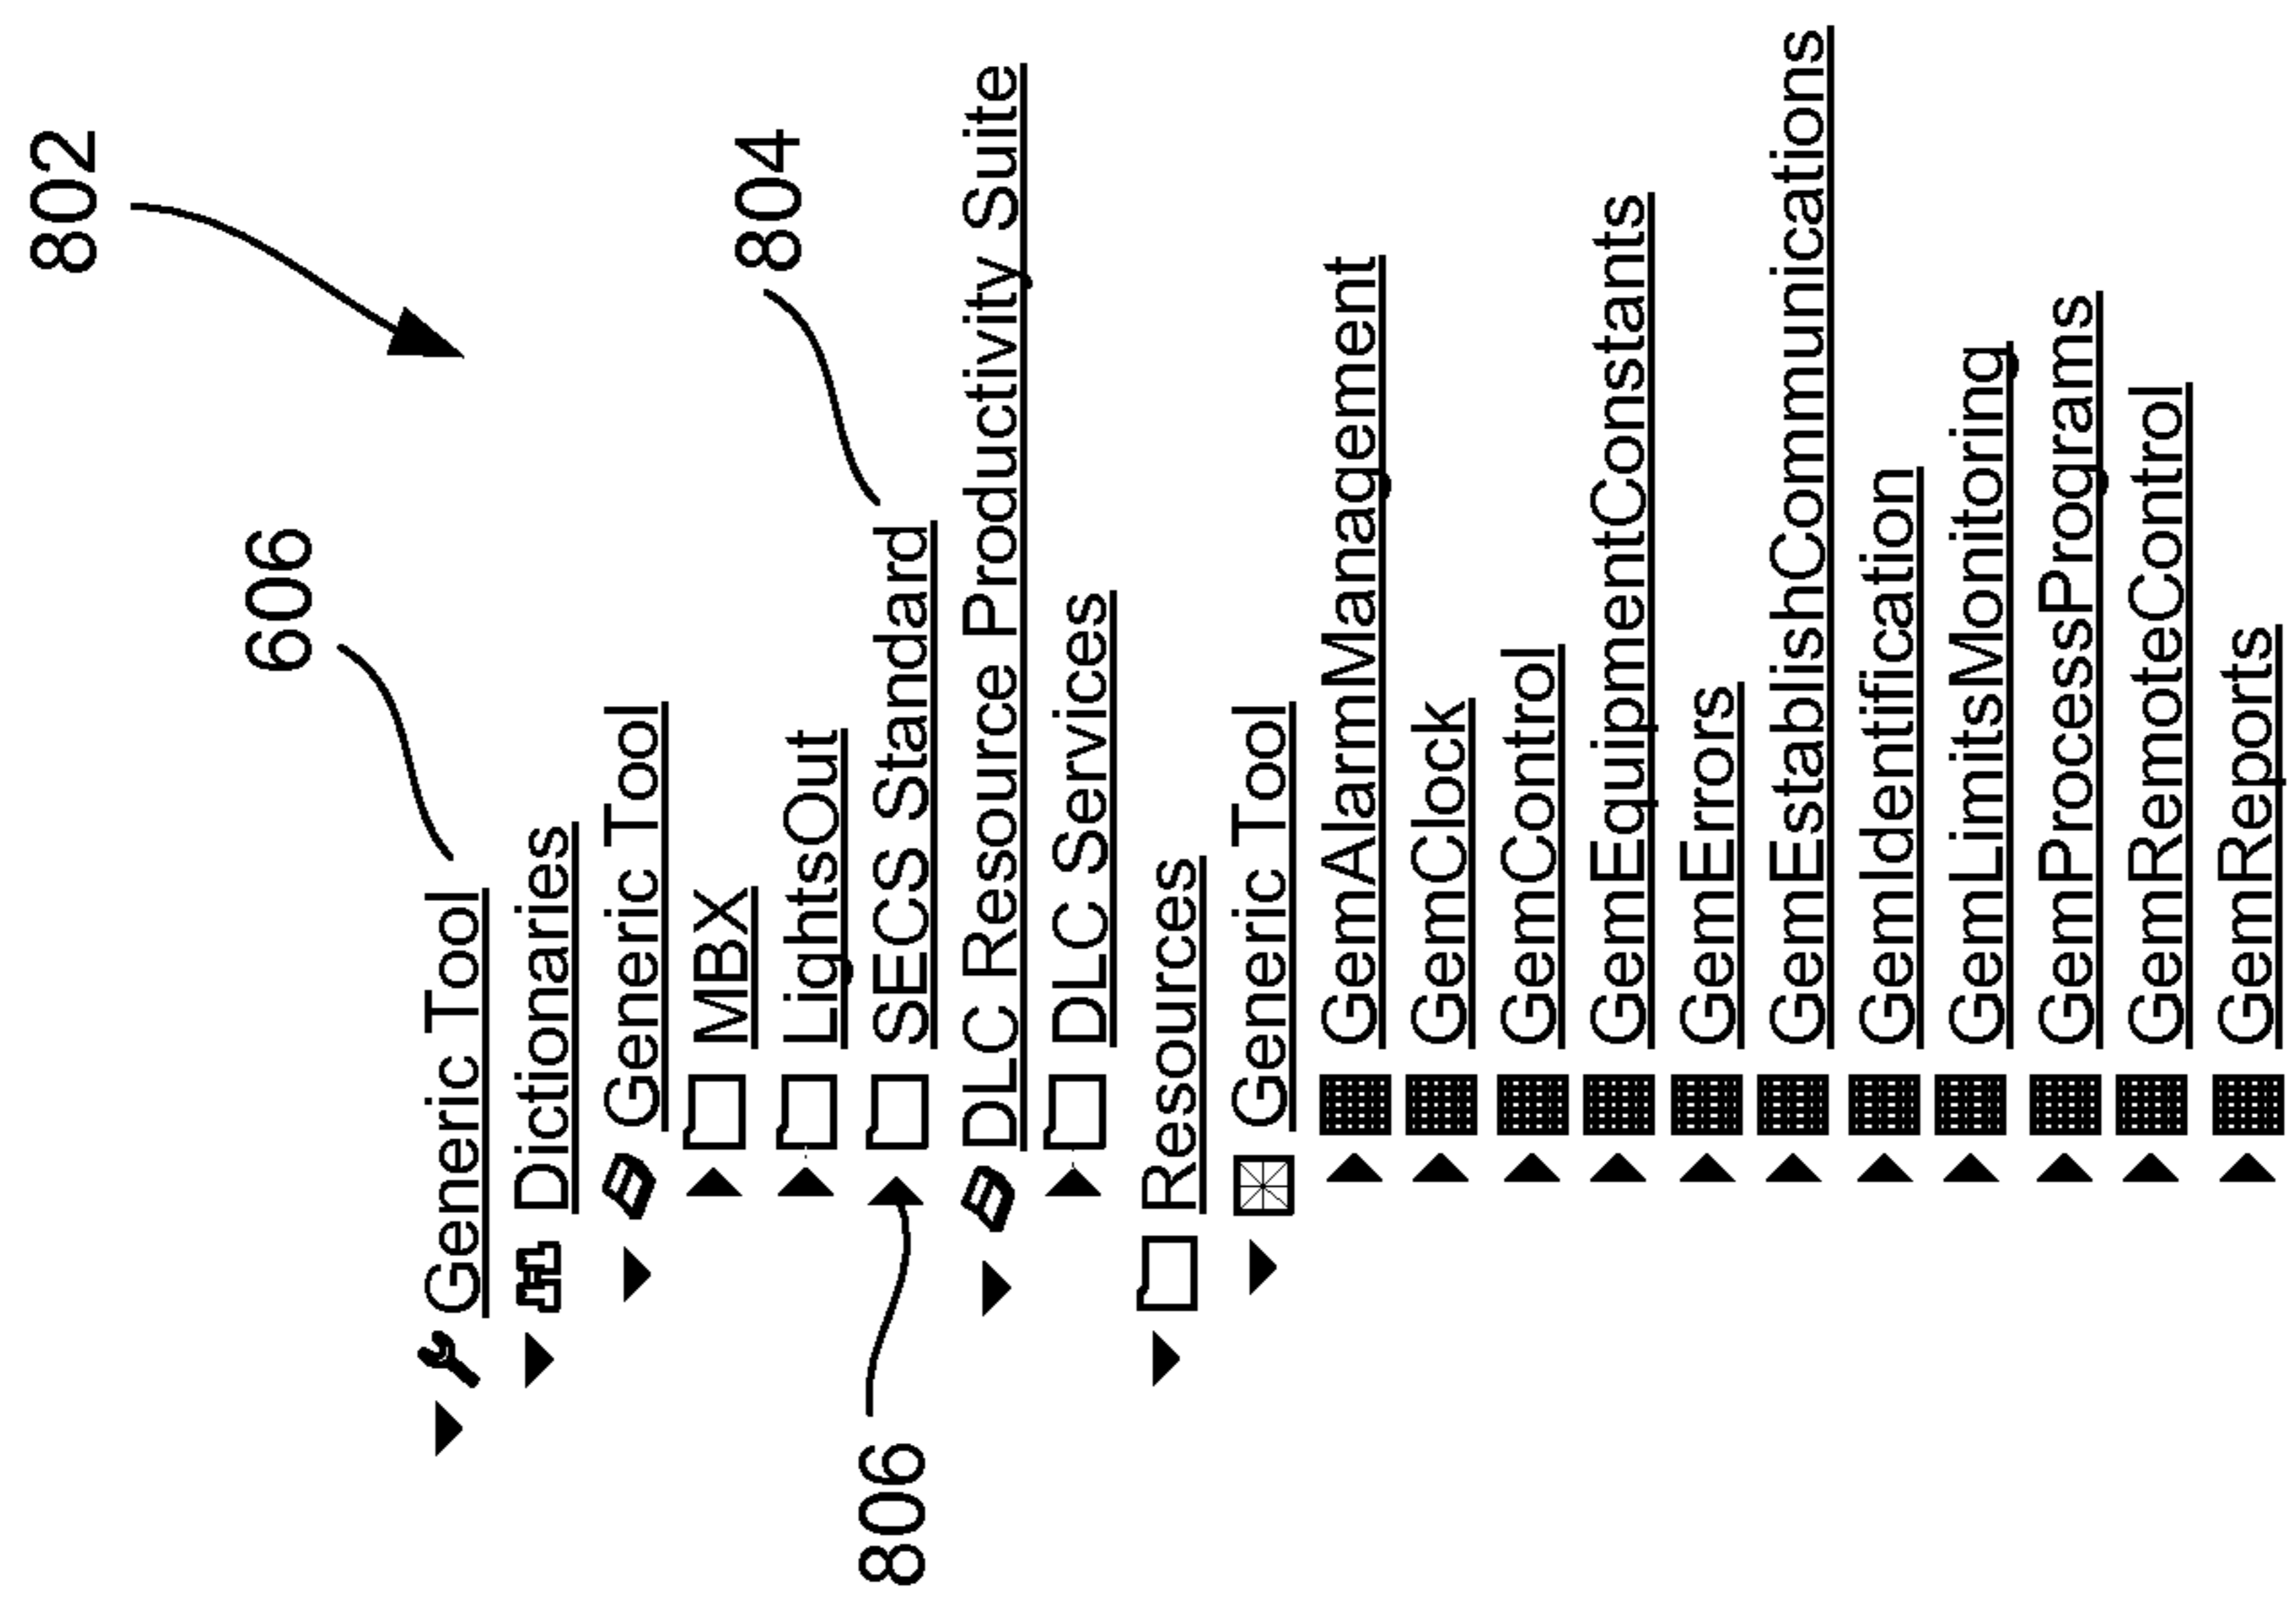 802
606
Generic Tool
Dictionaries
Generic Tool
MBX
804
LightsOut
SECS Standard
806
DLC Resource Productivity Suite
DLC Services
Resources
Generic Tool
GemAlarmManagement
GemClock
GemControl
GemEquipmentConstants
GemErrors
GemEstablishCommunications
GemIdentification
GemLimitsMonitoring
GemProcessPrograms
GemRemoteControl
GemReports